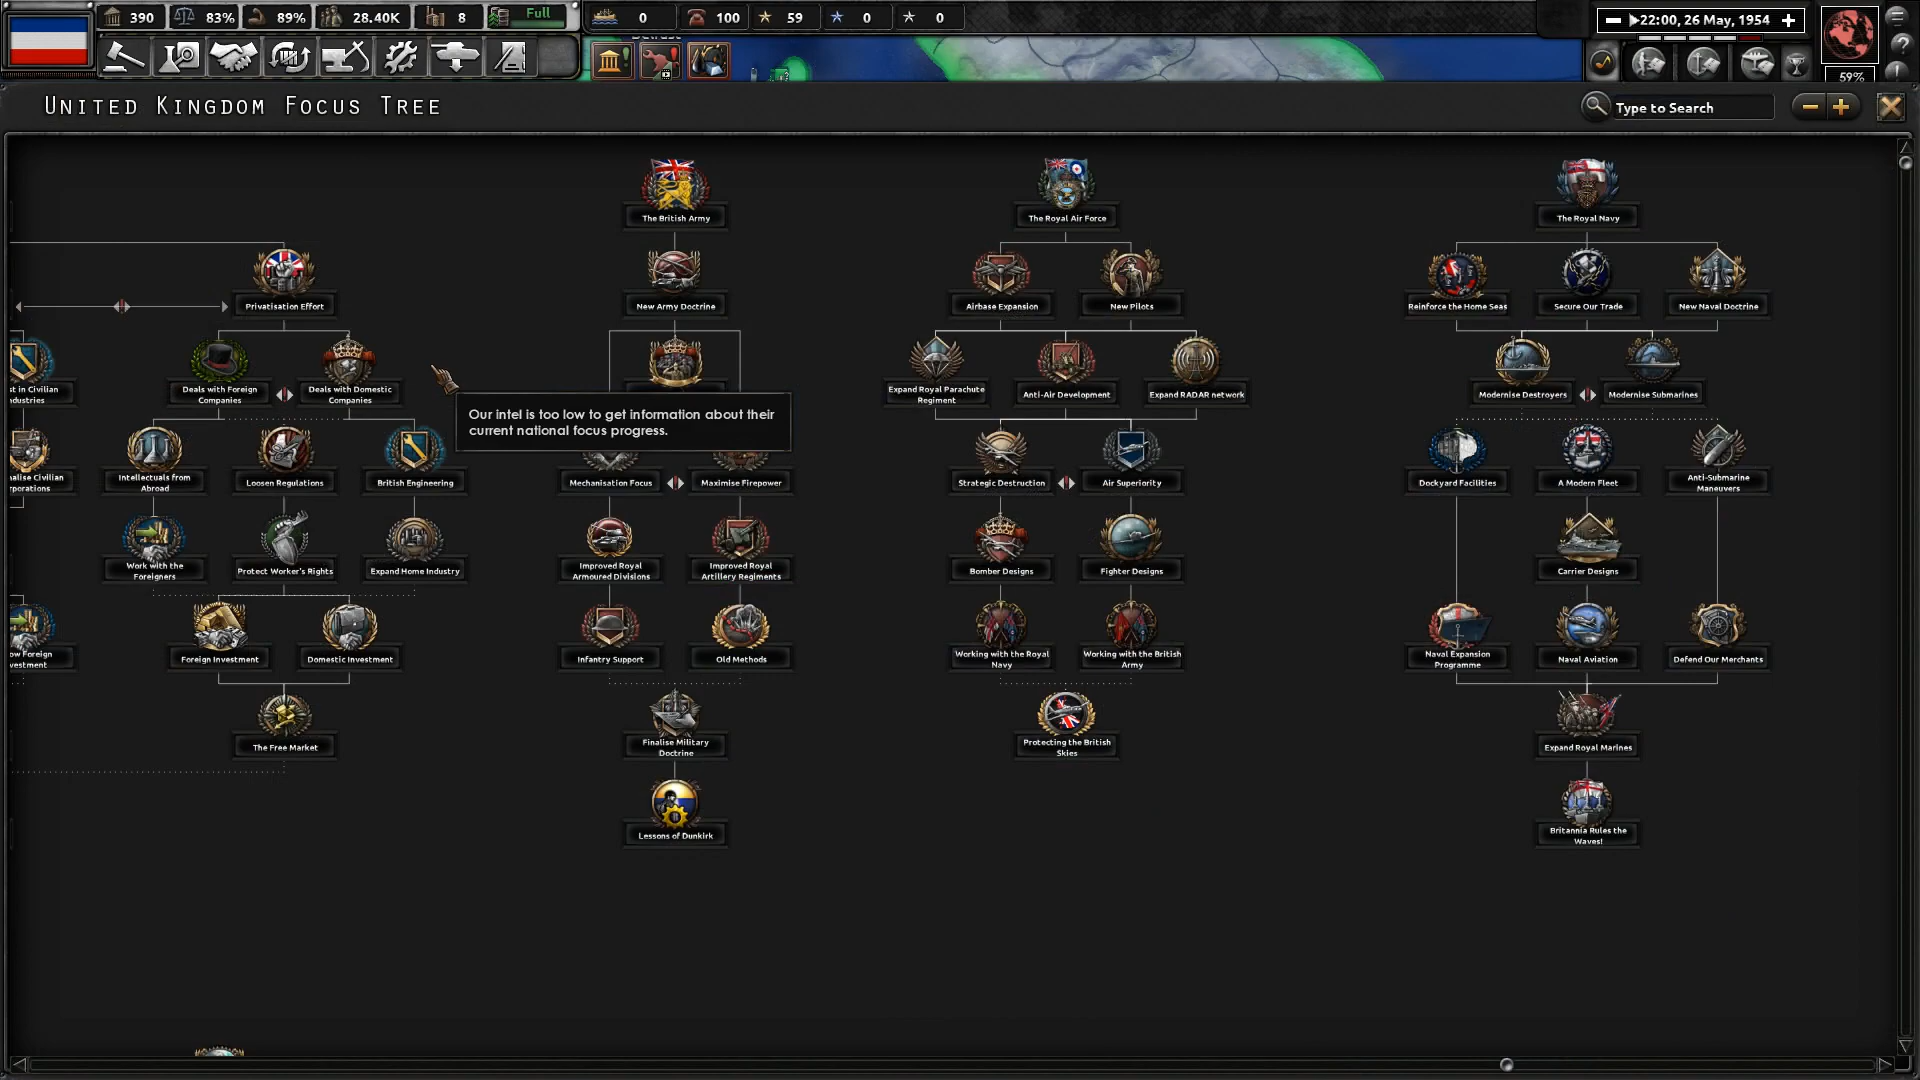 390
83%
89%
28.40K
8
Full
0
100
59
0
0
22:00, 26 May, 1954
59%
United Kingdom Focus Tree
Type to Search
The British Army
The Royal Air Force
The Royal Navy
Privatisation Effort
New Army Doctrine
Airbase Expansion
New Pilots
Reinforce the Home Seas
Secure Our Trade
New Naval Doctrine
Deals with Foreign
Companies
Deals with Domestic
Companies
Expand Royal Parachute
Regiment
Anti-Air Development
Expand RADAR network
Modernise Destroyers
Modernise Submarines
Our intel is too low to get information about their
current national focus progress.
Intellectuals from
Abroad
Loosen Regulations
British Engineering
Mechanisation Focus
Maximise Firepower
Strategic Destruction
Air Superiority
Dockyard Facilities
A Modern Fleet
Anti-Submarine
Maneuvers
Work with the
Foreigners
Protect Worker's Rights
Expand Home Industry
Improved Royal
Armoured Divisions
Improved Royal
Artillery Regiments
Bomber Designs
Fighter Designs
Carrier Designs
Foreign Investment
Domestic Investment
Infantry Support
Old Methods
Working with the Royal
Navy
Working with the British
Army
Naval Expansion
Programme
Naval Aviation
Defend Our Merchants
The Free Market
Finalise Military
Doctrine
Protecting the British
Skies
Expand Royal Marines
Lessons of Dunkirk
Britannia Rules the
Waves!